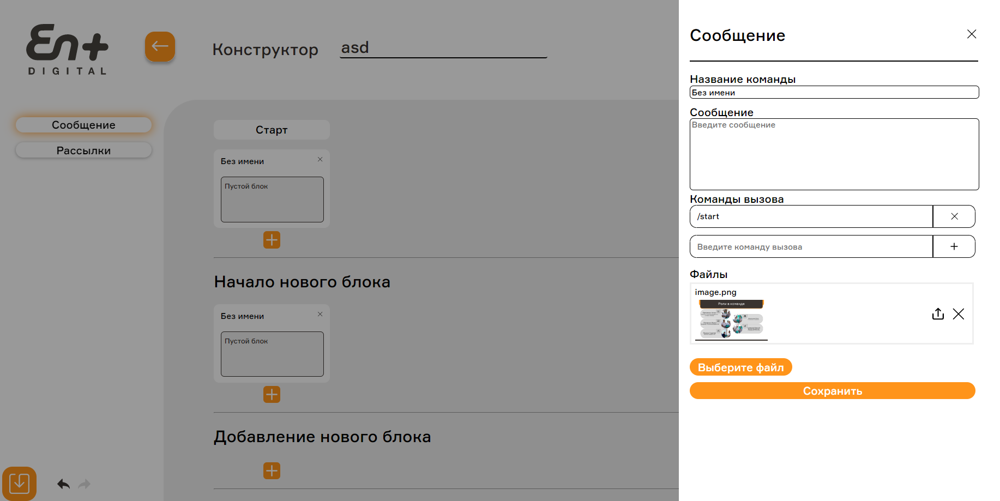 En+
DIGITAL
Конструктор
asd
Сообщение
Рассылки
Старт
Без имени
Пустой блок
Начало нового блока
Без имени
Пустой блок
Добавление нового блока
Сообщение
Название команды
Без имени
Сообщение
Введите сообщение
Команды вызова
/start
Введите команду вызова
Файлы
image.png
Роли в команде
Выберите файл
Сохранить